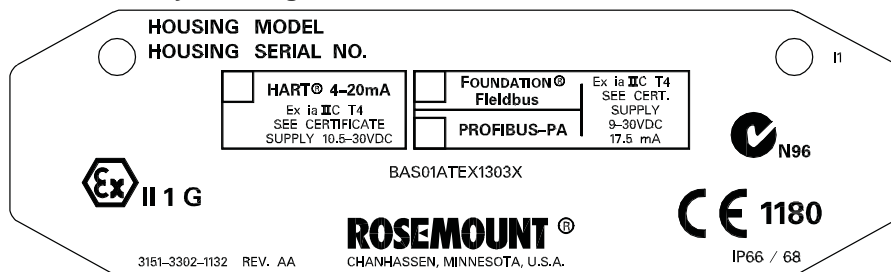 HOUSING MODEL
HOUSING SERIAL NO.
I1
HART® 4–20mA
Ex ia IIC T4
SEE CERTIFICATE
SUPPLY 10.5–30VDC
FOUNDATION®
Fieldbus
PROFIBUS–PA
Ex ia IIC T4
SEE CERT.
SUPPLY
9–30VDC
17.5 mA
N96
BAS01ATEX1303X
Ex II 1 G
CE 1180
ROSEMOUNT ®
3151–3302–1132 REV. AA
CHANHASSEN, MINNESOTA, U.S.A.
IP66 / 68